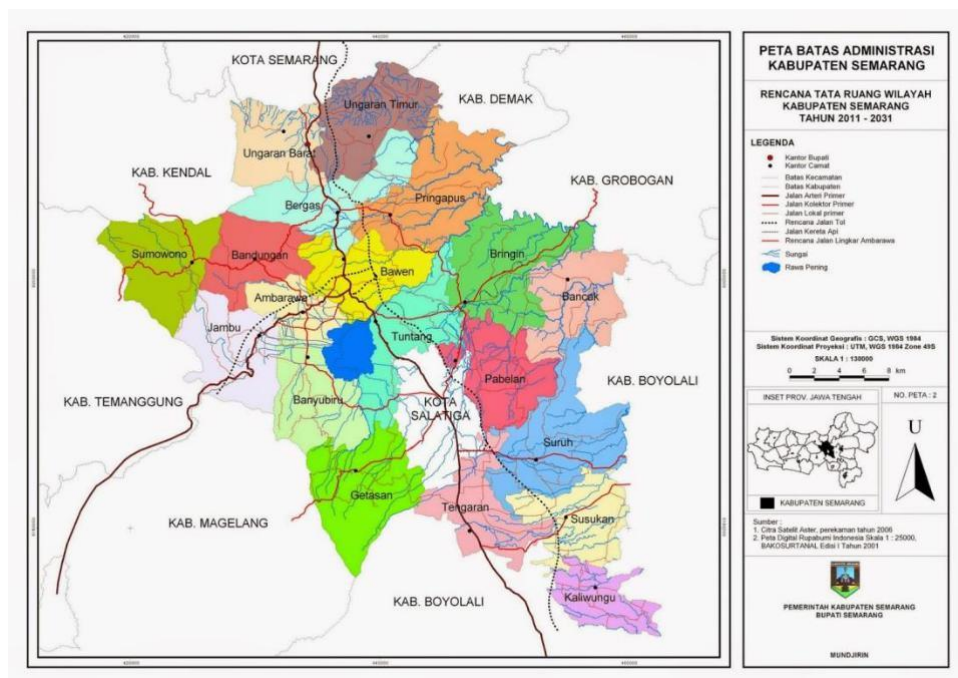 KOTA SEMARANG
KAB. DEMAK
Ungaran Timur
Ungaran Barat
KAB. KENDAL
KAB. GROBOGAN
Bergas
Pringapus
Sumowono
Bandungan
Bawen
Bringin
Ambarawa
Bancak
Jambu
Tuntang
Pabelan
KAB. BOYOLALI
KAB. TEMANGGUNG
Banyubiru
KOTA
SALATIGA
Suruh
Getasan
Tengaran
Susukan
KAB. MAGELANG
Kaliwungu
KAB. BOYOLALI
PETA BATAS ADMINISTRASI
KABUPATEN SEMARANG
RENCANA TATA RUANG WILAYAH
KABUPATEN SEMARANG
TAHUN 2011 - 2031
LEGENDA
Kantor Bupati
Kantor Camat
Batas Kecamatan
Batas Kabupaten
Jalan Arteri Primer
Jalan Kolektor Primer
Jalan Lokal primer
Rencana Jalan Tol
Jalan Kereta Api
Rencana Jalan Lingkar Ambarawa
Sungai
Rawa Pening
Sistem Koordinat Geografis : GCS, WGS 1984
Sistem Koordinat Proyeksi : UTM, WGS 1984 Zone 49S
SKALA 1 : 130000
0 2 4 6 8 km
INSET PROV. JAWA TENGAH
NO. PETA : 2
U
KABUPATEN SEMARANG
Sumber :
1. Citra Satelit Aster, perekaman tahun 2006
2. Peta Digital Rupabumi Indonesia Skala 1 : 25000,
BAKOSURTANAL Edisi I Tahun 2001
PEMERINTAH KABUPATEN SEMARANG
BUPATI SEMARANG
MUNDJIRIN